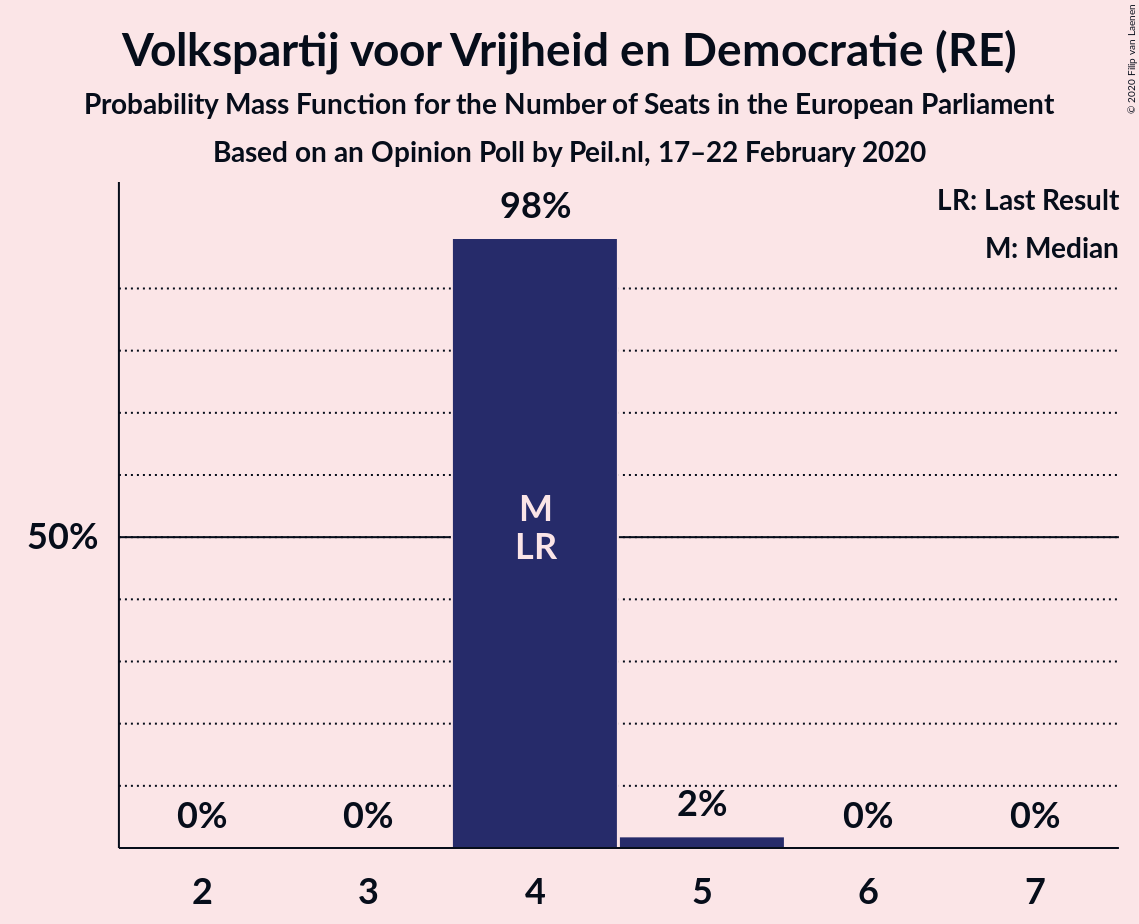 Volkspartij voor Vrijheid en Democratie (RE)
Probability Mass Function for the Number of Seats in the European Parliament
Based on an Opinion Poll by Peil.nl, 17–22 February 2020
© 2020 Filip van Laenen
LR: Last Result
M: Median
98%
50%
M
LR
0%
0%
2%
0%
0%
2
3
4
5
6
7